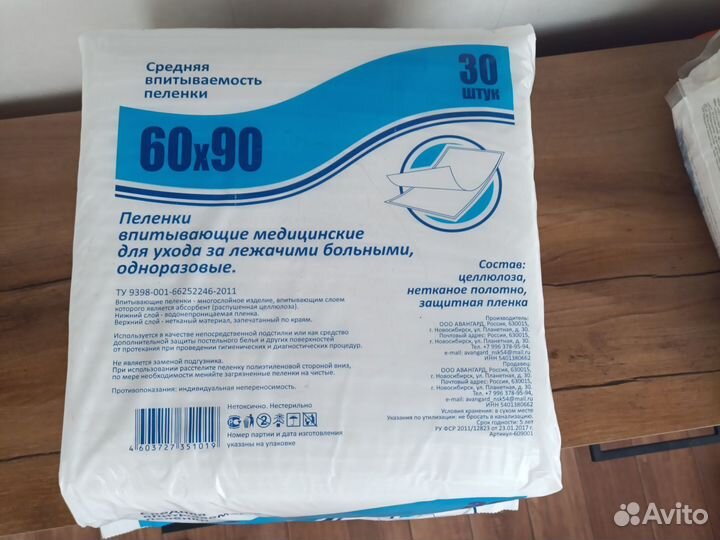 Средняя
впитываемость
пеленки
30
штук
60х90
Пеленки
впитывающие медицинские
для ухода за лежачими больными,
одноразовые.
Состав:
целлюлоза,
нетканое полотно,
защитная пленка
ТУ 9398-001-66252246-2011
Впитывающие пеленки - многослойное изделие, впитывающим слоем
которого является абсорбент (распушенная целлюлоза).
Нижний слой - водонепроницаемая пленка.
Верхний слой - нетканый материал, запечатанный по краям.
Используется в качестве непосредственной подстилки или как средство
дополнительной защиты постельного белья и других поверхностей
от протекания при проведении гигиенических и диагностических процедур.
Не является заменой подгузника.
При использовании расстелите пеленку полиэтиленовой стороной вниз,
по мере необходимости меняйте загрязненные пеленки на чистые.
Противопоказания: индивидуальная непереносимость.
Производитель:
ООО АВАНГАРД, Россия, 630015,
г. Новосибирск, ул. Планетная, д. 30.
Почтовый адрес: Россия, 630015,
г. Новосибирск, ул. Планетная, д. 30.
Тел. +7 996 378-95-94,
e-mail: avangard_nsk54@mail.ru
ИНН 5401380662
Продавец:
ООО АВАНГАРД, Россия, 630015,
г. Новосибирск, ул. Планетная, д. 30.
Почтовый адрес: Россия, 630015,
г. Новосибирск, ул. Планетная, д. 30.
Тел. +7 996 378-95-94,
e-mail: avangard_nsk54@mail.ru
ИНН 5401380662
Условия хранения: в сухом месте
Указания по утилизации: не бросать в канализацию.
Срок годности: 5 лет
РУ ФСР 2011/12823 от 23.01.2017 г.
Артикул-609001
Нетоксично. Нестерильно
Номер партии и дата изготовления
указаны на упаковке
4 603727 351019
Средняя
Avito